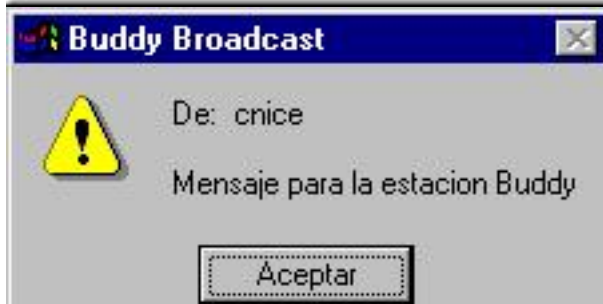 Buddy Broadcast
De: cnice
Mensaje para la estacion Buddy
Aceptar